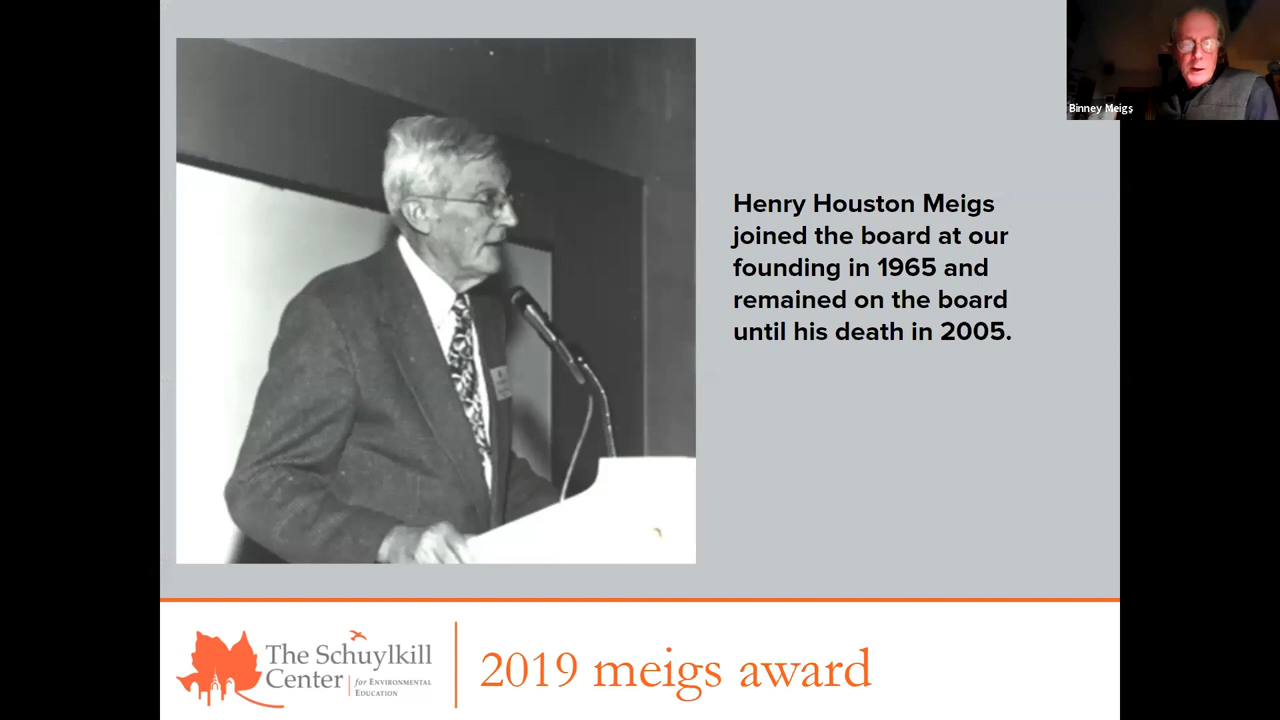 Binney Meigs
Henry Houston Meigs
joined the board at our
founding in 1965 and
remained on the board
until his death in 2005.
The Schuylkill
Center
for ENVIRONMENTAL
EDUCATION
2019 meigs award